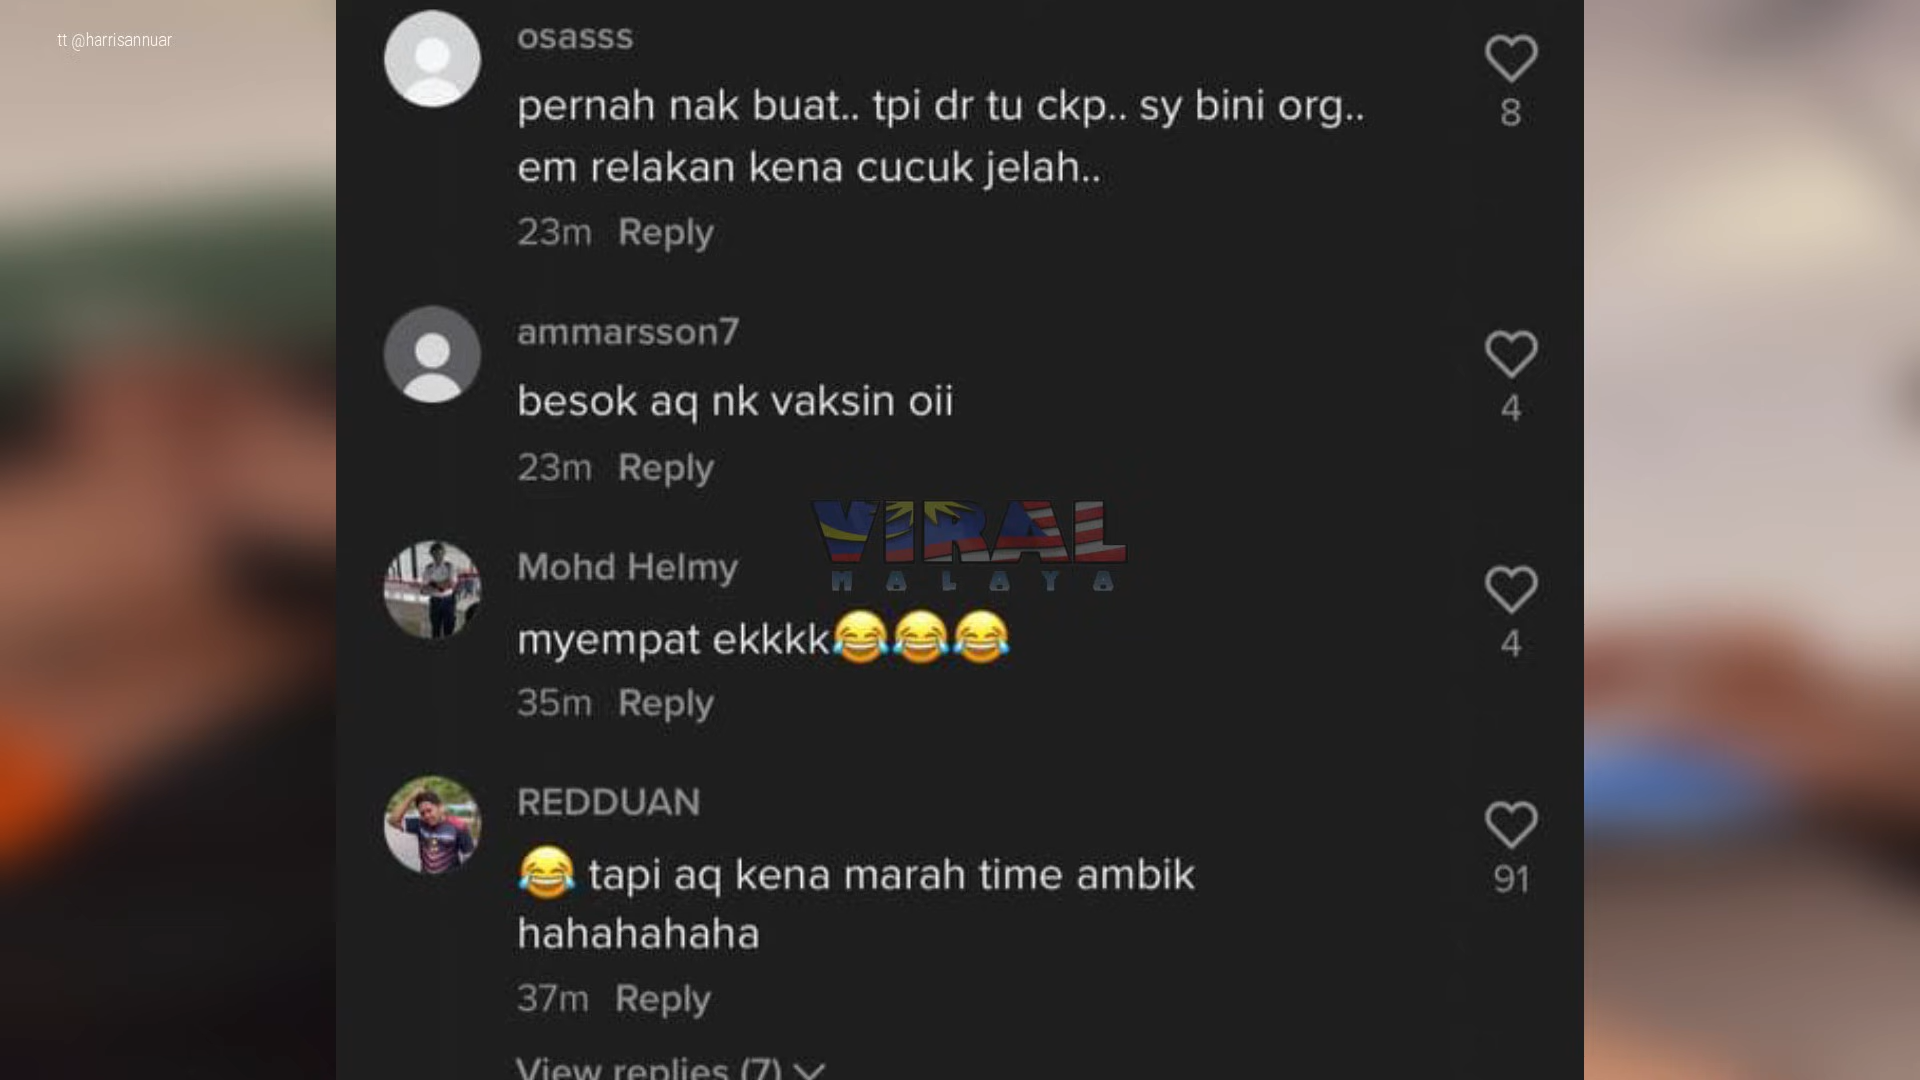 tt @harrisannuar
osasss
pernah nak buat.. tpi dr tu ckp.. sy bini org..
em relakan kena cucuk jelah..
8
23m Reply
ammarsson7
besok aq nk vaksin oii
4
23m Reply
VIRAL
MALAYA
Mohd Helmy
myempat ekkkk😂😂😂
4
35m Reply
REDDUAN
😂 tapi aq kena marah time ambik
hahahahaha
91
37m Reply
View replies (7)